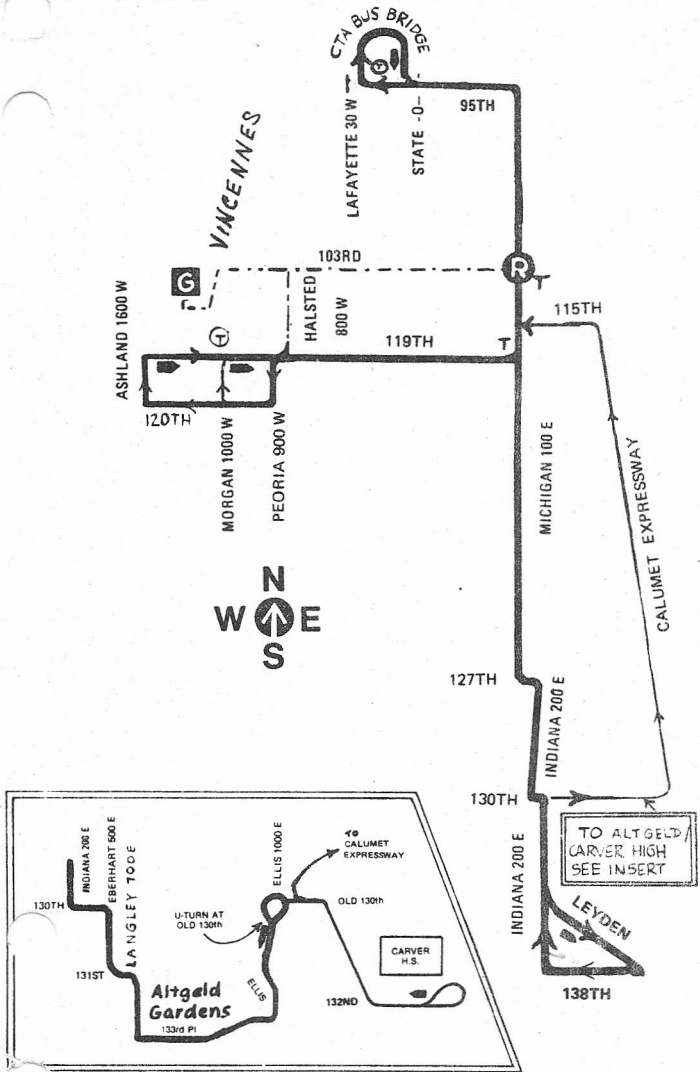 CTA BUS BRIDGE
T
LAFAYETTE 30 W
STATE -0-
95TH
VINCENNES
103RD
G
R
T
115TH
ASHLAND 1600 W
T
HALSTED
800 W
119TH
T
120TH
MORGAN 1000 W
PEORIA 900 W
MICHIGAN 100 E
CALUMET EXPRESSWAY
N
W E
S
127TH
INDIANA 200 E
130TH
TO ALTGELD/
CARVER HIGH
SEE INSERT
INDIANA 200 E
LEYDEN
138TH
INDIANA 200 E
EBERHART 500 E
LANGLEY 700E
130TH
131ST
ELLIS 1000 E
TO
CALUMET
EXPRESSWAY
OLD 130th
U-TURN AT
OLD 130th
CARVER
H.S.
ELLIS
Altgeld
Gardens
132ND
133rd Pl